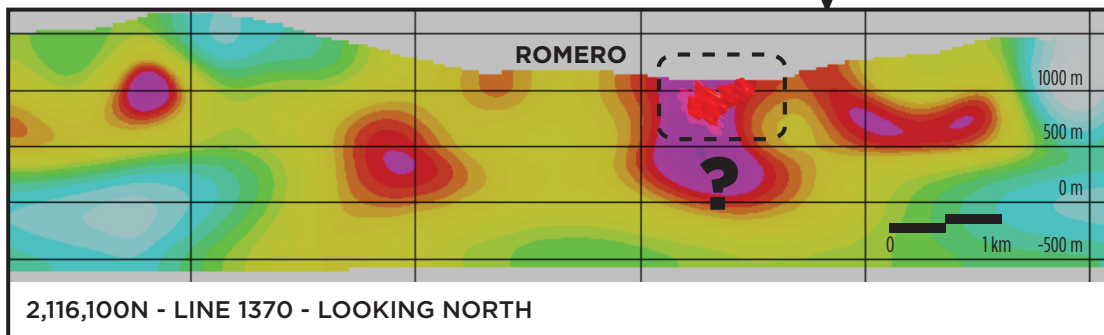 ROMERO
1000 m
500 m
?
0 m
0 1 km
-500 m
2,116,100N - LINE 1370 - LOOKING NORTH